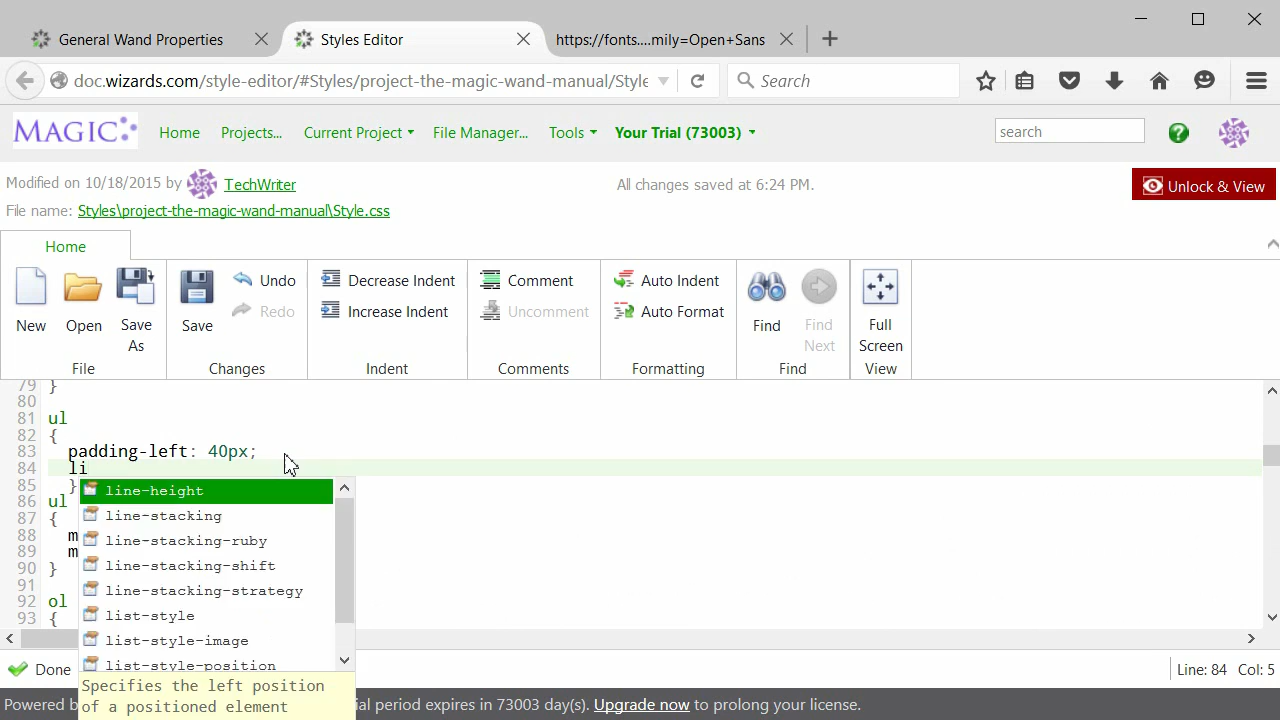 General Wand Properties
Styles Editor
https://fonts....mily=Open+Sans
doc.wizards.com/style-editor/#Styles/project-the-magic-wand-manual/Style
Search
MAGIC
Home
Projects...
Current Project
File Manager...
Tools
Your Trial (73003)
search
Modified on 10/18/2015 by TechWriter
All changes saved at 6:24 PM.
Unlock & View
File name: Styles\project-the-magic-wand-manual\Style.css
Home
New
Open
Save As
File
Save
Undo
Redo
Changes
Decrease Indent
Increase Indent
Indent
Comment
Uncomment
Comments
Auto Indent
Auto Format
Formatting
Find
Find Next
Find
Full Screen
View
79 }
80
81 ul
82 {
83 padding-left: 40px;
84 li
85 }
86 ul
87 {
88 m
89 m
90 }
91
92 ol
93 {
line-height
line-stacking
line-stacking-ruby
line-stacking-shift
line-stacking-strategy
list-style
list-style-image
list-style-position
Specifies the left position
of a positioned element
Done
Line: 84 Col: 5
Powered b
ial period expires in 73003 day(s). Upgrade now to prolong your license.